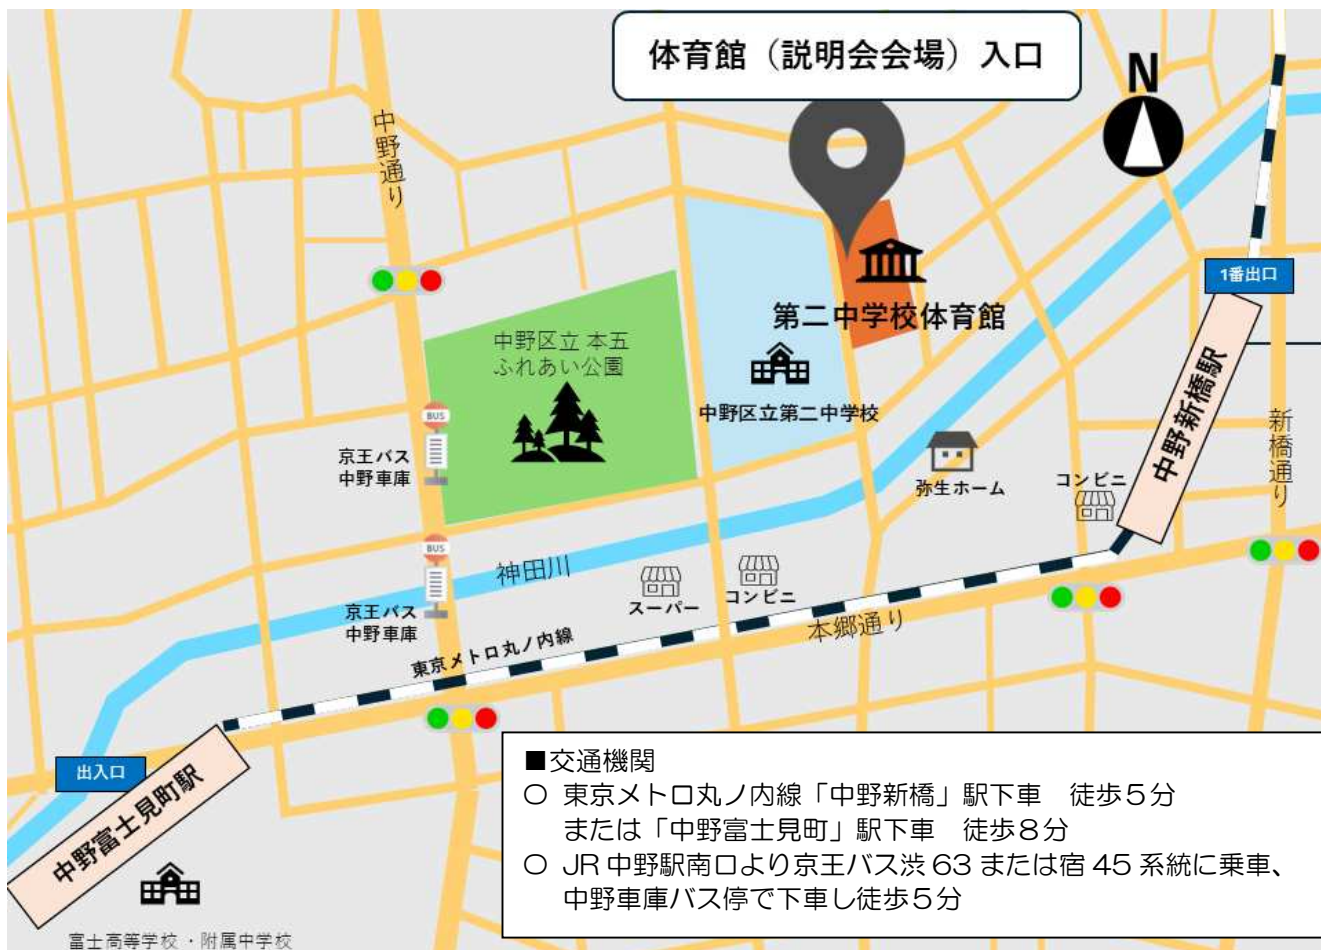 体育館（説明会会場）入口
N
中野通り
1番出口
第二中学校体育館
中野区立 本五
ふれあい公園
中野新橋駅
中野区立第二中学校
新橋通り
BUS
京王バス
中野車庫
弥生ホーム
コンビニ
BUS
神田川
京王バス
中野車庫
スーパー
コンビニ
本郷通り
東京メトロ丸ノ内線
出入口
中野富士見町駅
富士高等学校・附属中学校
■交通機関
○ 東京メトロ丸ノ内線「中野新橋」駅下車　徒歩５分
または「中野富士見町」駅下車　徒歩８分
○ JR 中野駅南口より京王バス渋 63 または宿 45 系統に乗車、
中野車庫バス停で下車し徒歩５分